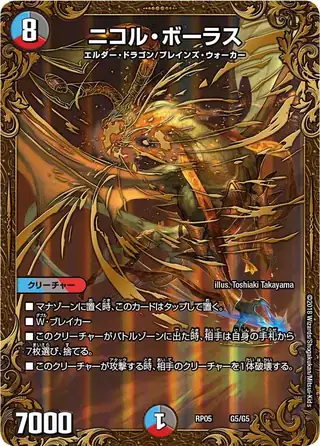 8
ニコル・ボーラス
エルダー・ドラゴン/プレインズ・ウォーカー
illus.Toshiaki Takayama
クリーチャー
■ マナゾーンに置く時、このカードはタップして置く。
■ W・ブレイカー
■ このクリーチャーがバトルゾーンに出た時、相手は自身の手札から
7枚選び、捨てる。
■ このクリーチャーが攻撃する時、相手のクリーチャーを1体破壊する。
©2018 Wizards/Shogakukan/Mitsui-Kids
7000
1
RP05
G5/G5